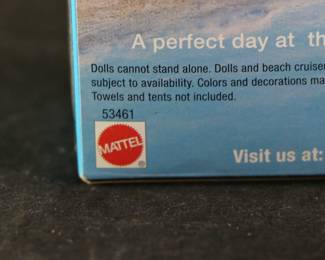 A perfect day at th
Dolls cannot stand alone. Dolls and beach cruiser
subject to availability. Colors and decorations ma
Towels and tents not included.
53461
MATTEL
Visit us at: